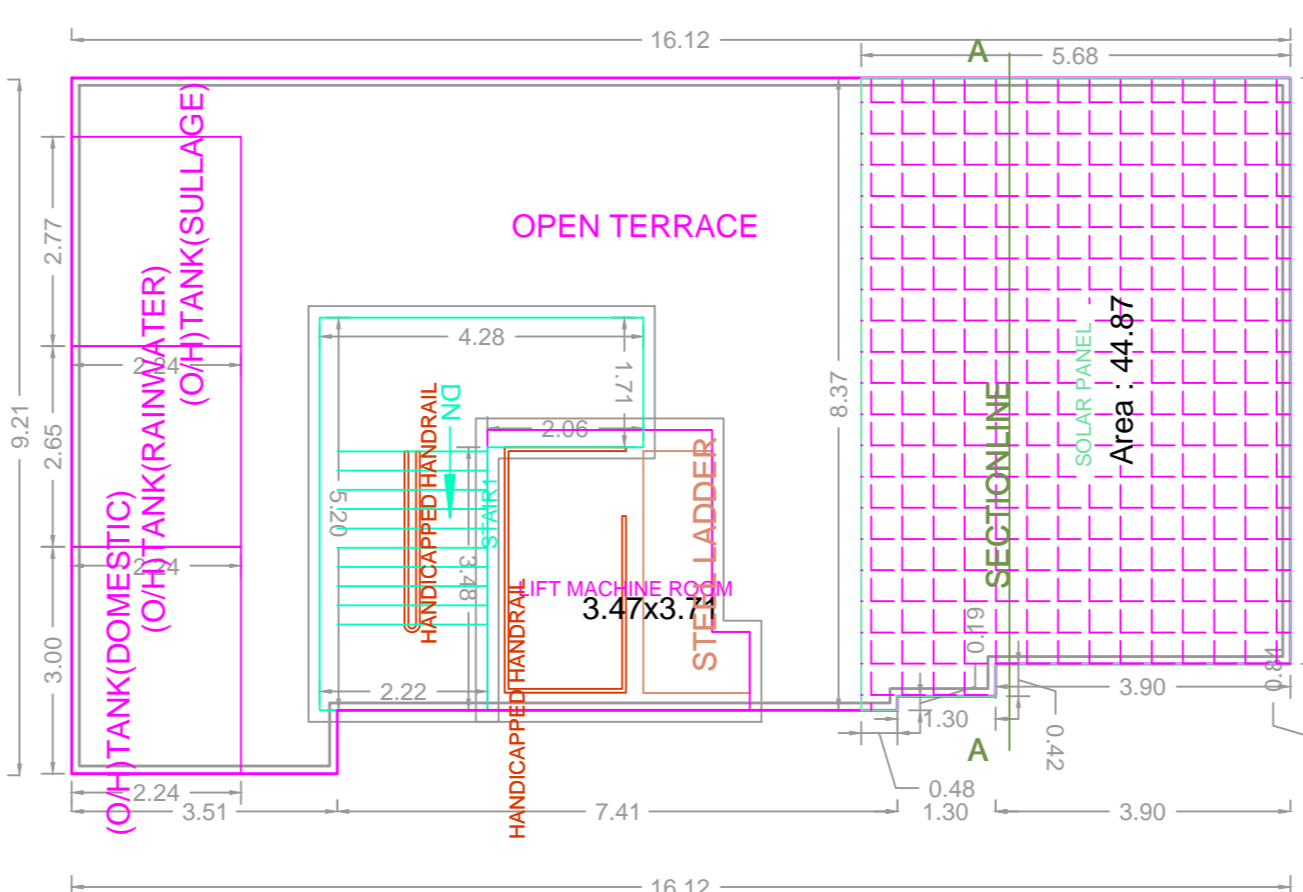 16.12
A
5.68
(O/H)TANK(SULLAGE)
2.77
OPEN TERRACE
9.21
2.65
(O/H)TANK(RAINWATER)
2.24
4.28
1.71
8.37
SOLAR PANEL
Area : 44.87
HANDICAPPED HANDRAIL
DN
2.06
STEEL LADDER
SECTIONLINE
5.20
STAIR1
3.48
(O/H)TANK(DOMESTIC)
2.24
LIFT MACHINE ROOM
3.47x3.71
HANDICAPPED HANDRAIL
3.00
0.19
0.84
2.22
3.90
1.30
0.42
A
2.24
0.48
3.51
7.41
1.30
3.90
16.12